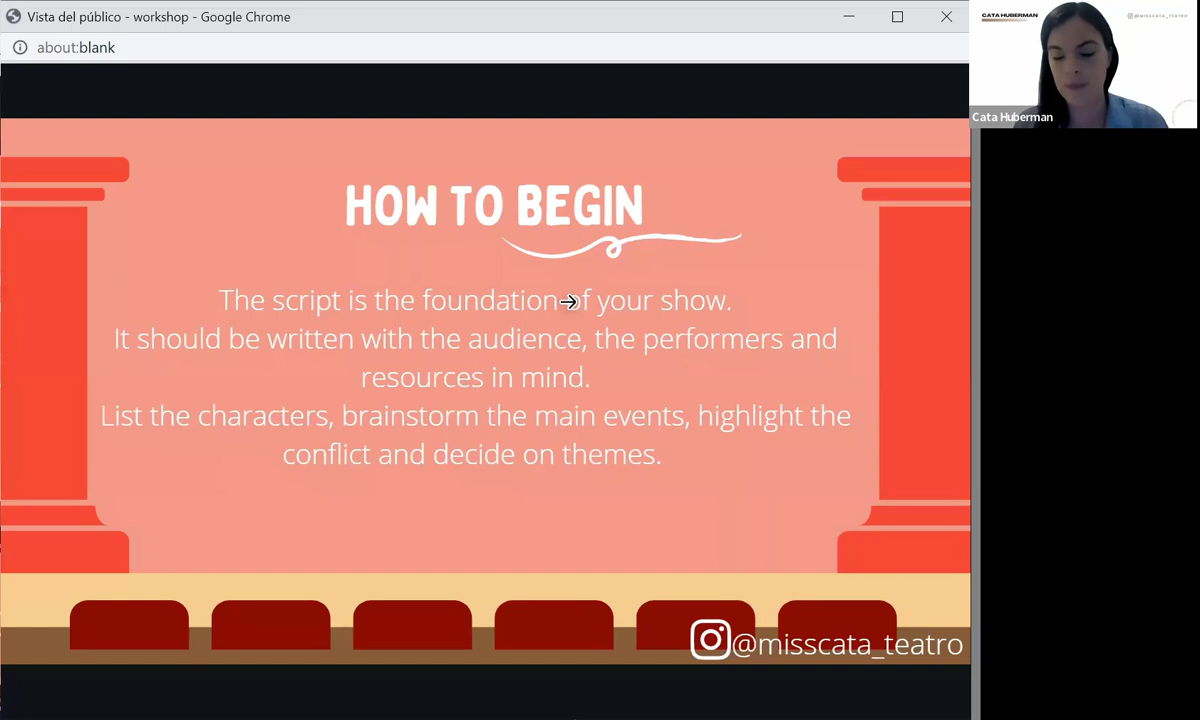 Vista del público - workshop - Google Chrome
about:blank
HOW TO BEGIN
The script is the foundation of your show.
It should be written with the audience, the performers and
resources in mind.
List the characters, brainstorm the main events, highlight the
conflict and decide on themes.
@misscata_teatro
CATA HUBERMAN
@MISSCATA_TEATRO
Cata Huberman